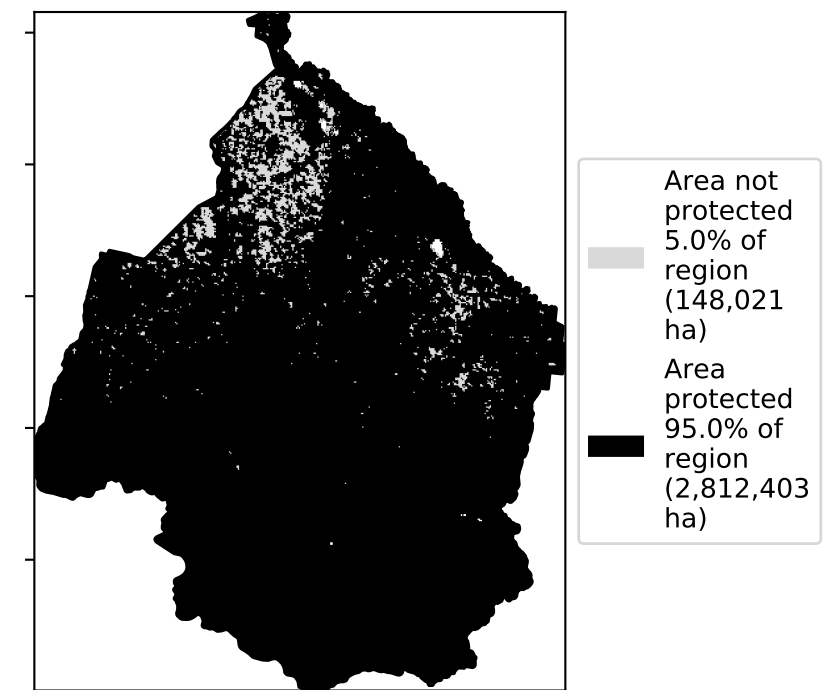 Area not
protected
5.0% of
region
(148,021
ha)
Area
protected
95.0% of
region
(2,812,403
ha)